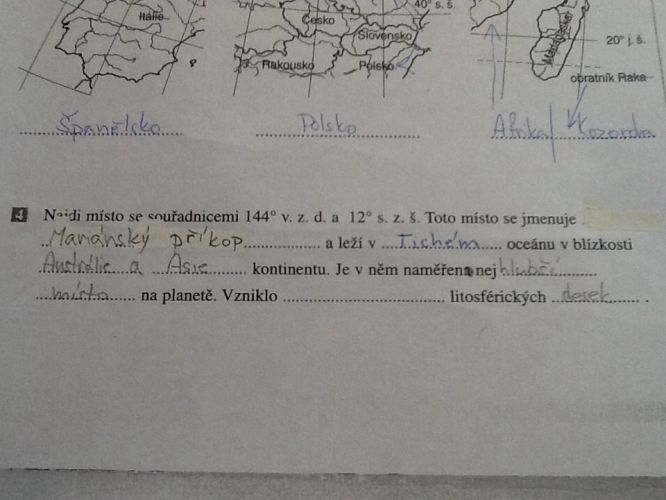 40° s. š.
Itálie
Česko
Slovensko
20° j. š.
Madagaskar
Rakousko
Polsko
obratník Raka
Španělsko
Polsko
Afrika
Kozoroha
4 Najdi místo se souřadnicemi 144° v. z. d. a 12° s. z. š. Toto místo se jmenuje
Mariánský příkop a leží v Tichém oceánu v blízkosti
Austrálie a Asie kontinentu. Je v něm naměřena nejhlubší
místo na planetě. Vzniklo litosférických desek .